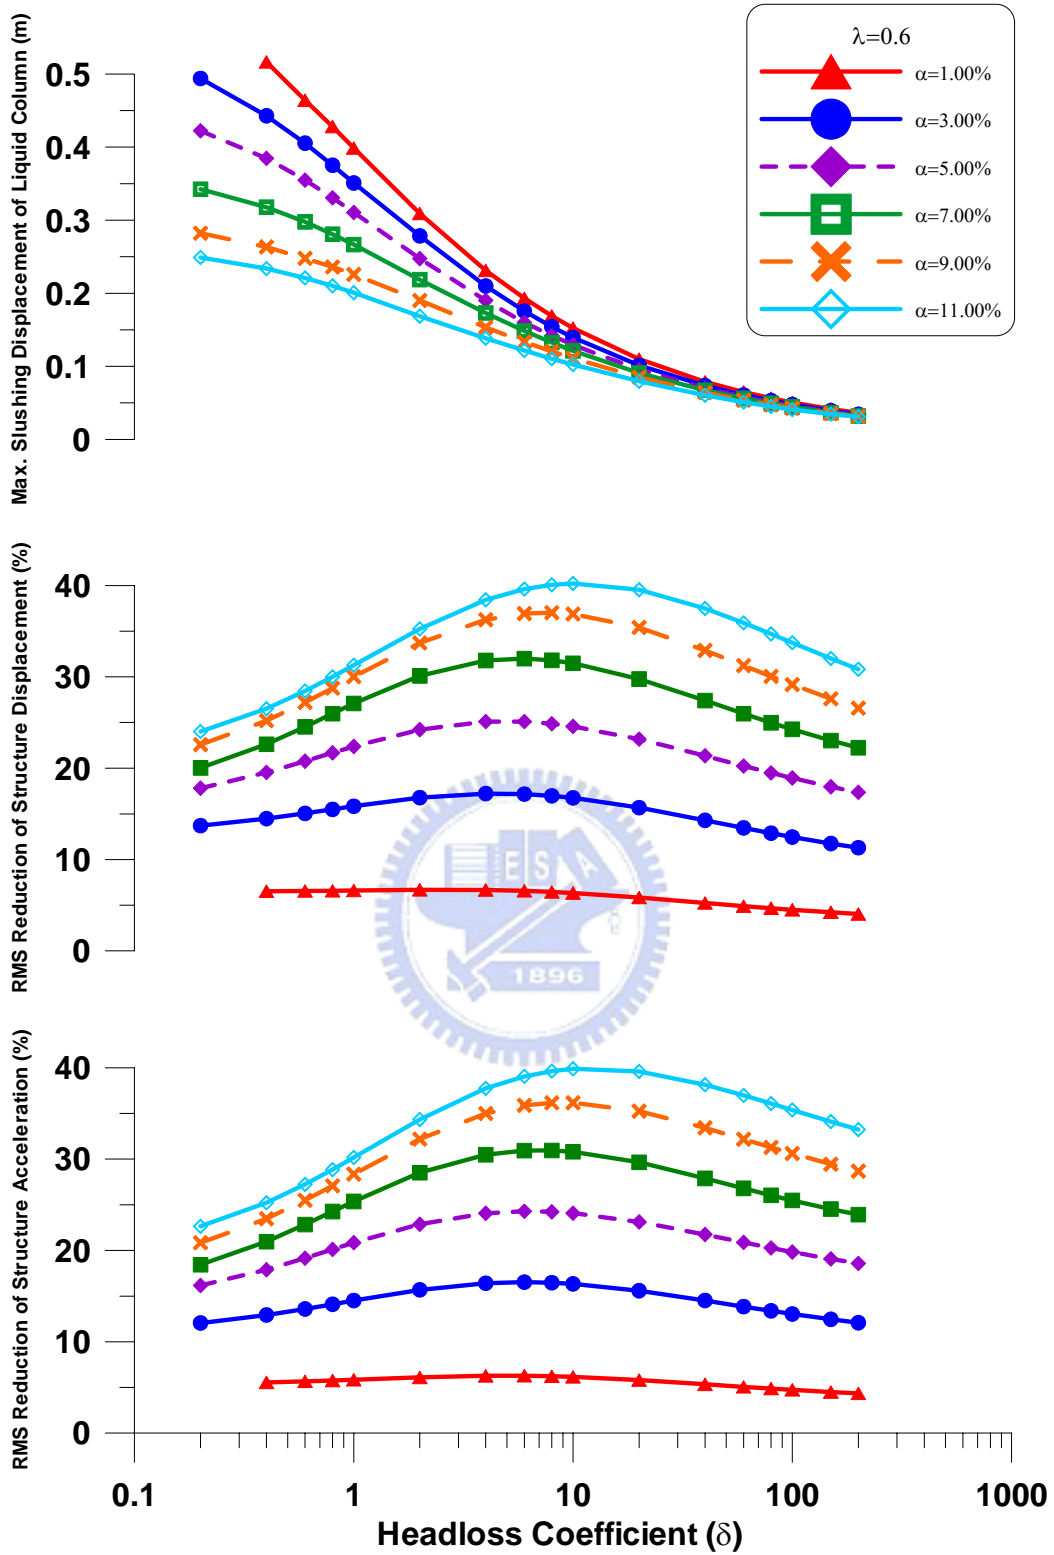 λ=0.6
α=1.00%
α=3.00%
α=5.00%
α=7.00%
α=9.00%
α=11.00%
Max. Slushing Displacement of Liquid Column (m)
0.5
0.4
0.3
0.2
0.1
0
RMS Reduction of Structure Displacement (%)
40
30
20
10
0
E S A
1896
RMS Reduction of Structure Acceleration (%)
40
30
20
10
0
0.1 1 10 100 1000
Headloss Coefficient (δ)